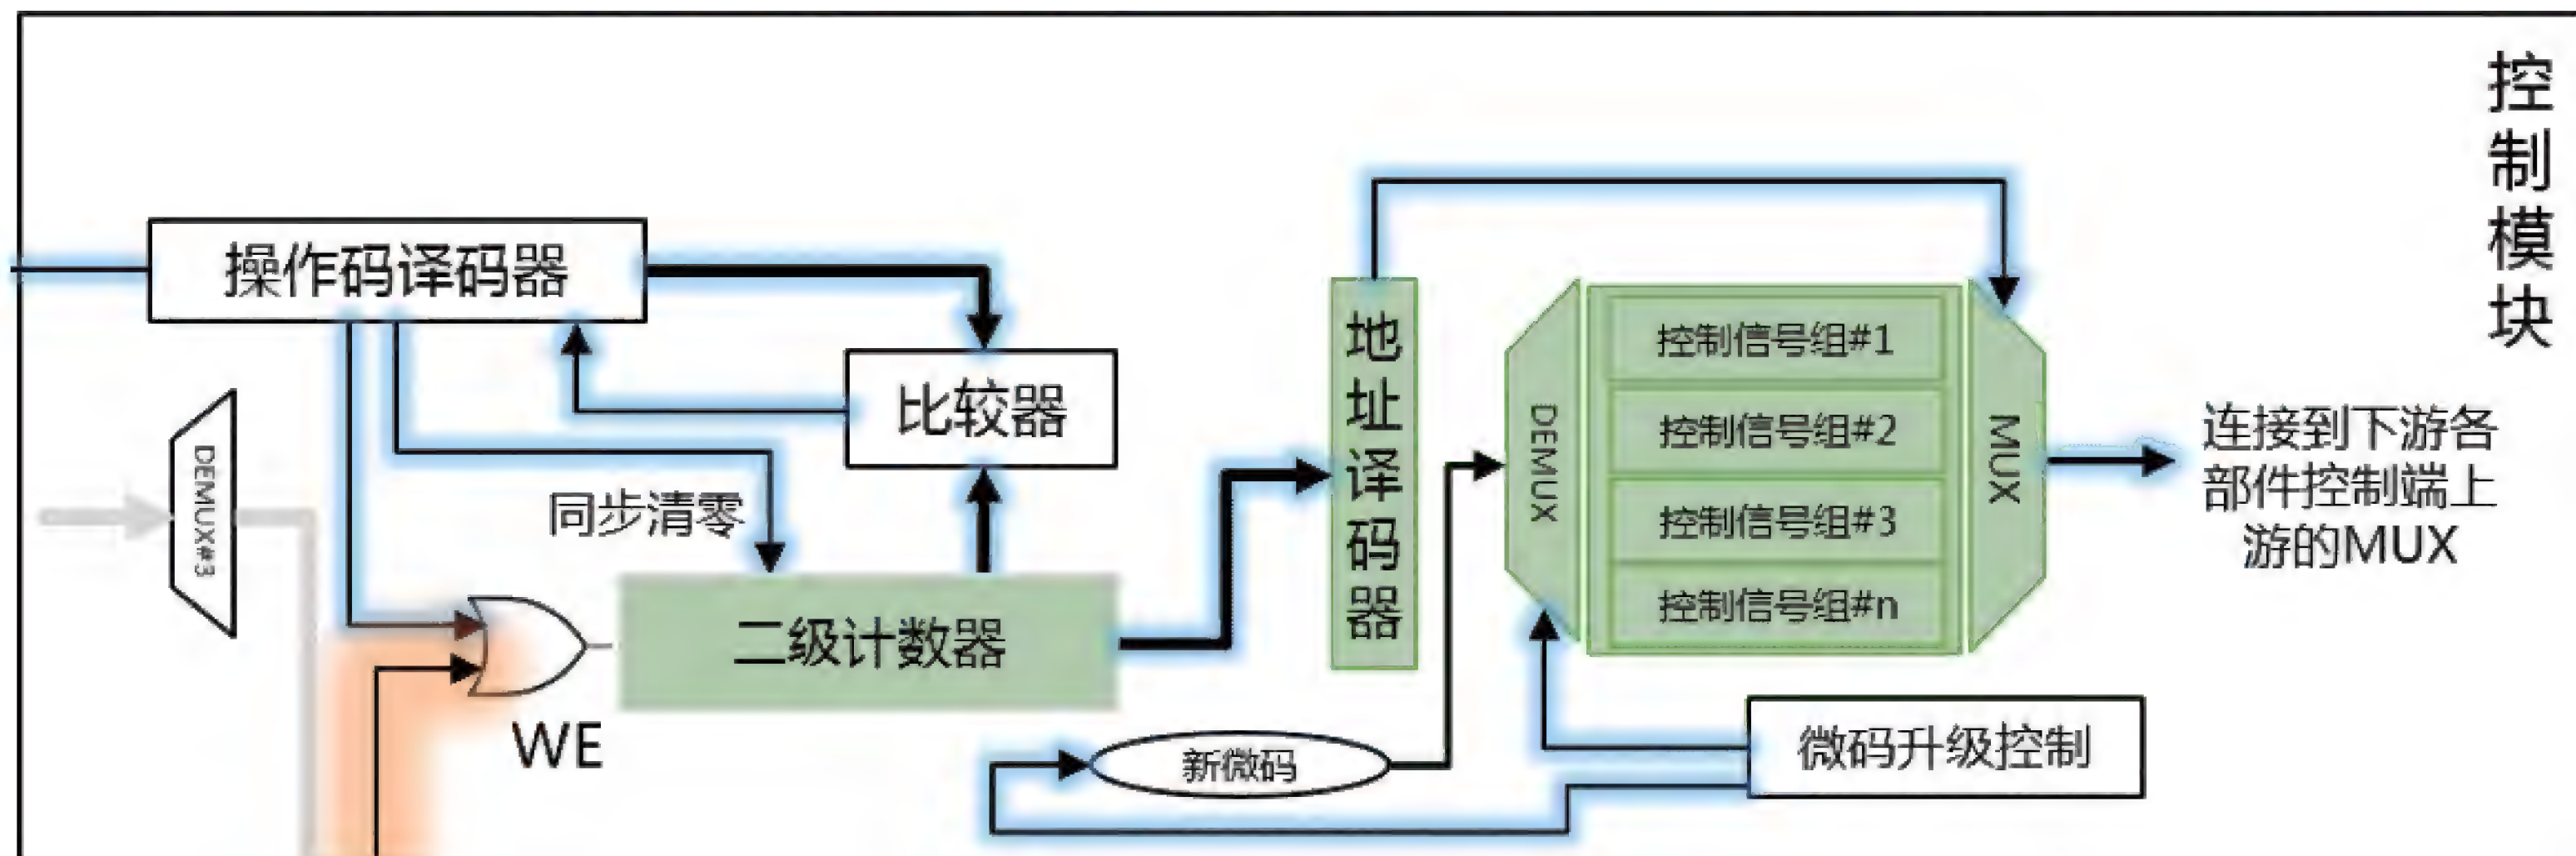 控制模块
操作码译码器
比较器
同步清零
DEMUX#3
WE
二级计数器
地址译码器
DEMUX
控制信号组#1
控制信号组#2
控制信号组#3
控制信号组#n
MUX
连接到下游各
部件控制端上
游的MUX
新微码
微码升级控制